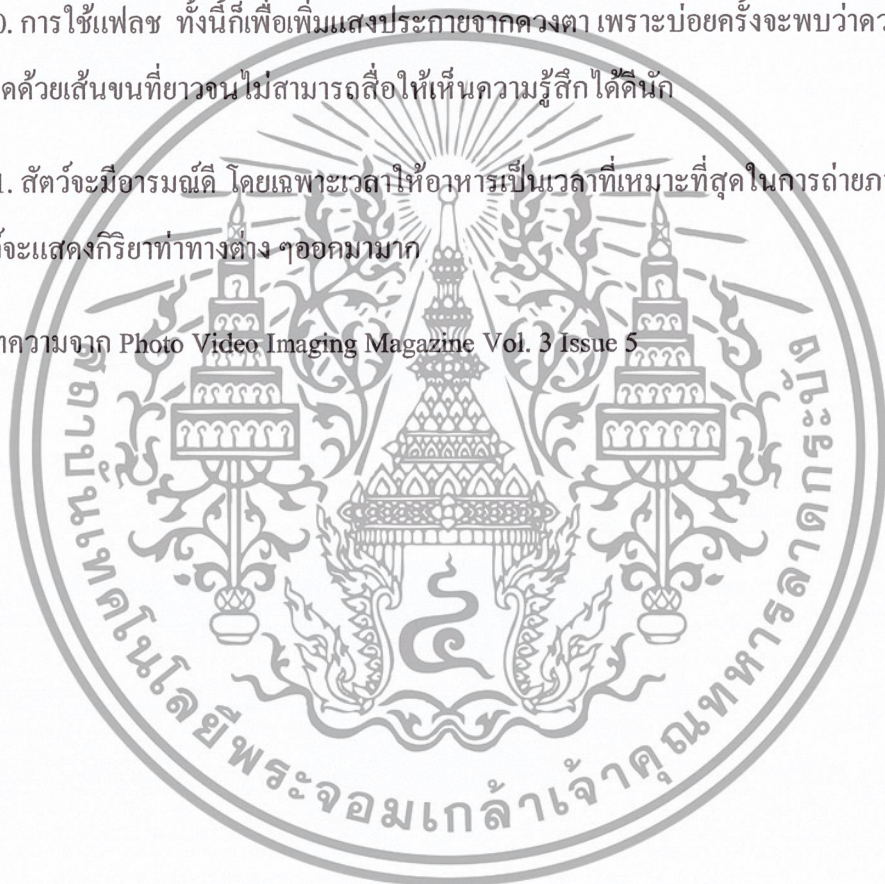 0. การใช้แฟลช ทั้งนี้ก็เพื่อเพิ่มแสงประกายจากดวงตา เพราะบ่อยครั้งจะพบว่า
ด้วยเส้นขนที่ยาวจนไม่สามารถสื่อให้เห็นความรู้สึกได้ดีนัก
1. สัตว์จะมีอารมณ์ดี โดยเฉพาะเวลาให้อาหารเป็นเวลาที่เหมาะที่สุดในการถ่าย
จะแสดงกิริยาท่าทางต่าง ๆออกมามาก
ความจาก Photo Video Imaging Magazine Vol. 3 Issue 5
สถาบันเทคโนโลยีพระจอมเกล้าเจ้าคุณทหารลาดกระบัง